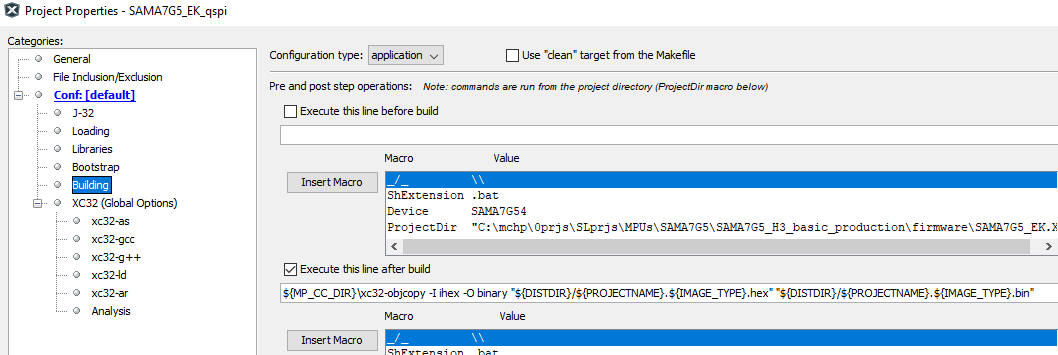 Project Properties - SAMA7G5_EK_qspi
Categories:
General
File Inclusion/Exclusion
Conf: [default]
J-32
Loading
Libraries
Bootstrap
Building
XC32 (Global Options)
xc32-as
xc32-gcc
xc32-g++
xc32-ld
xc32-ar
Analysis
Configuration type: application Use "clean" target from the Makefile
Pre and post step operations: Note: commands are run from the project directory (ProjectDir macro below)
Execute this line before build
Macro Value
Insert Macro
_/_ \\
ShExtension .bat
Device SAMA7G54
ProjectDir "C:\mchp\0prjs\SLprjs\MPUs\SAMA7G5\SAMA7G5_H3_basic_production\firmware\SAMA7G5_EK.X
Execute this line after build
${MP_CC_DIR}\xc32-objcopy -I ihex -O binary "${DISTDIR}/${PROJECTNAME}.${IMAGE_TYPE}.hex" "${DISTDIR}/${PROJECTNAME}.${IMAGE_TYPE}.bin"
Macro Value
Insert Macro
_/_ \\
ShExtension .bat